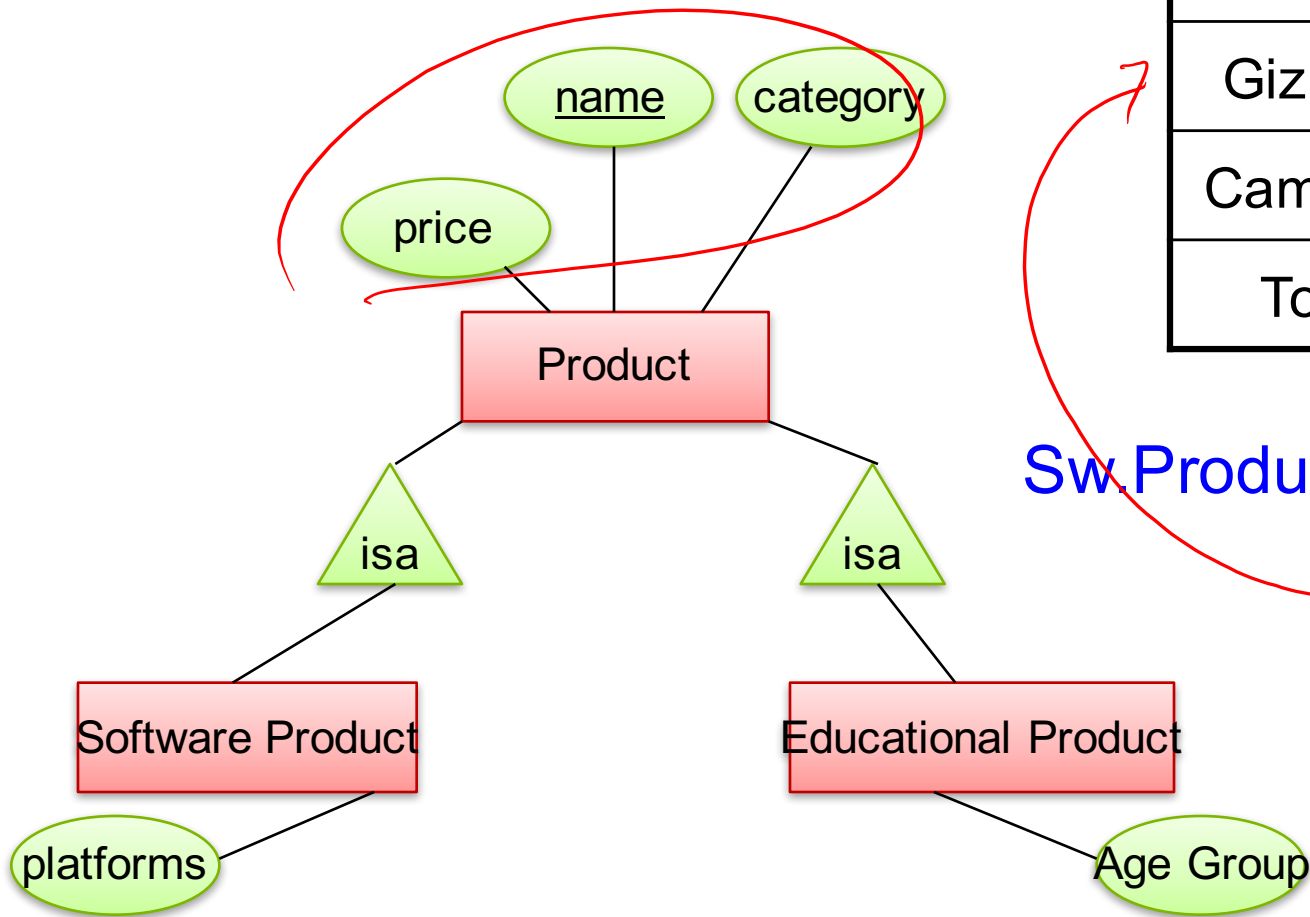 name
category
price
Product
isa
isa
Software Product
Educational Product
platforms
Age Group
Giz
Cam
To
Sw.Produ